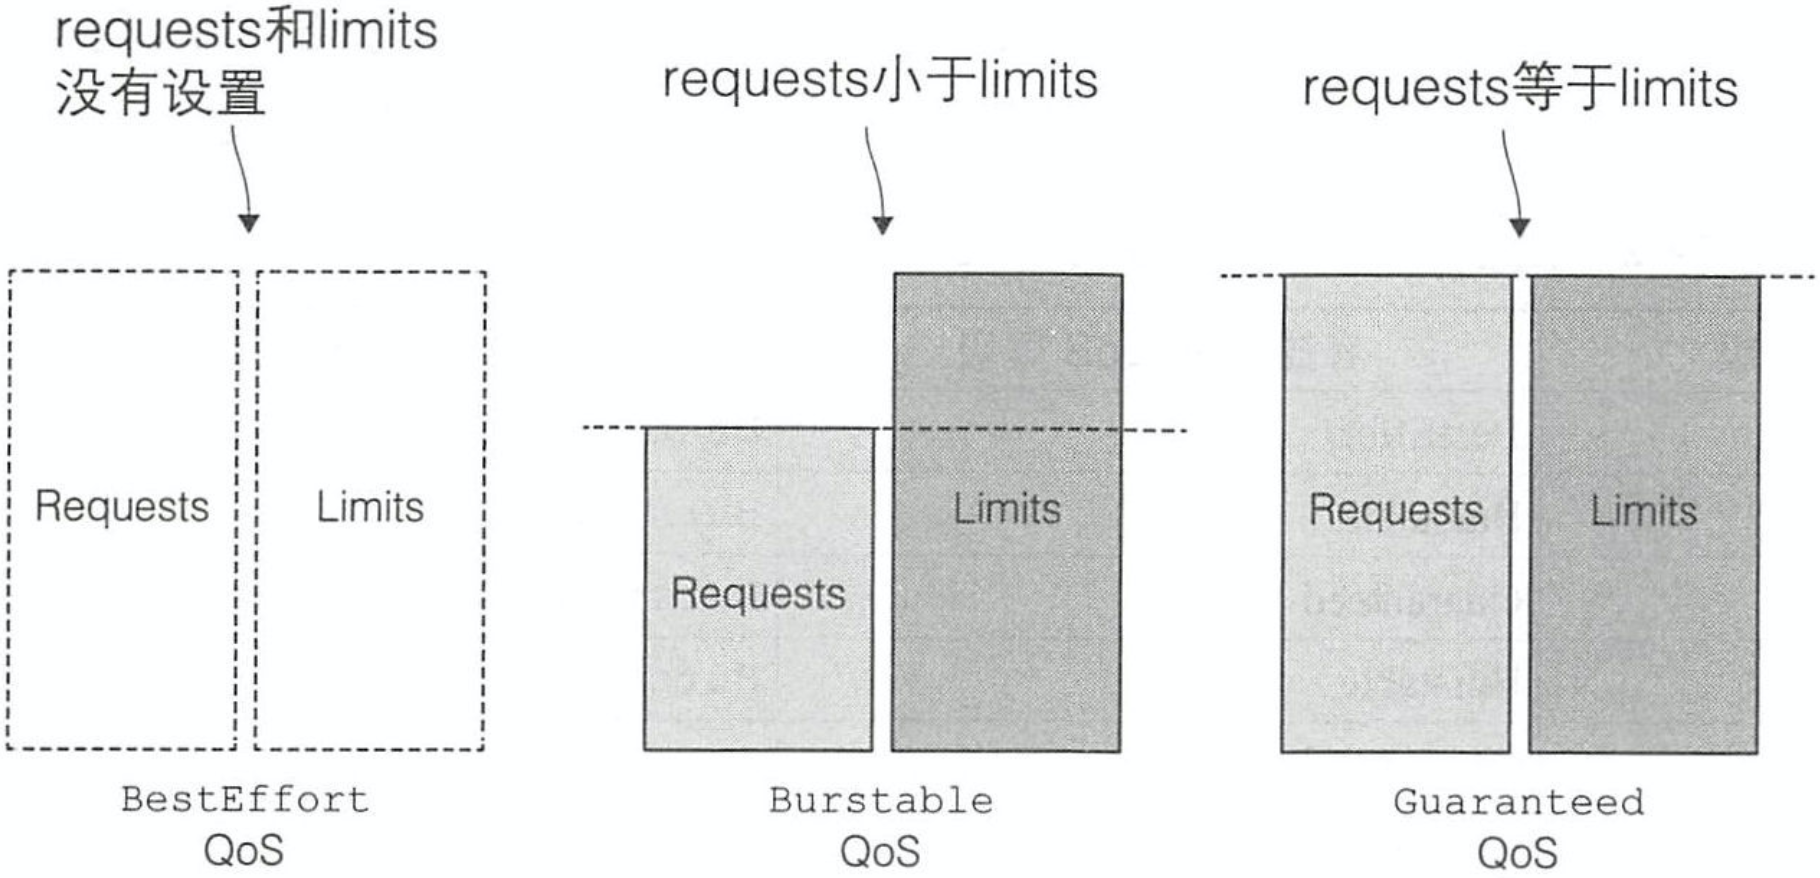 requests和limits
没有设置
requests小于limits
requests等于limits
Requests
Limits
Requests
Limits
Requests
Limits
BestEffort
QoS
Burstable
QoS
Guaranteed
QoS